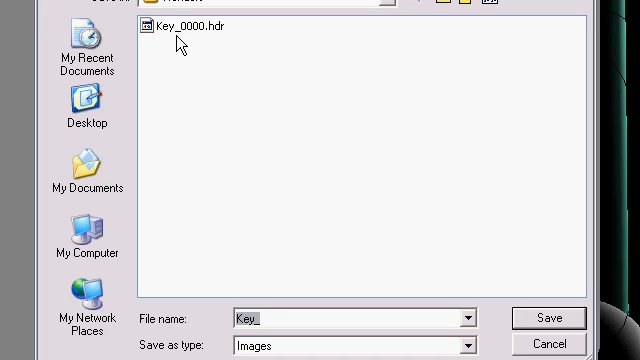 Key_0000.hdr
My Recent
Documents
Desktop
My Documents
My Computer
My Network
Places
File name:
Key_
Save
Save as type:
Images
Cancel